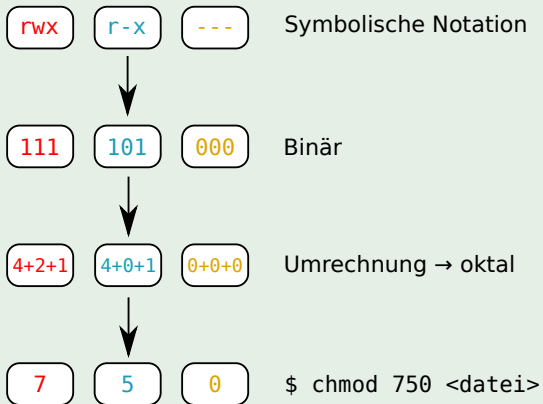 rwx r-x --- Symbolische Notation
111 101 000 Binär
4+2+1 4+0+1 0+0+0 Umrechnung → oktal
7 5 0 $ chmod 750 <datei>